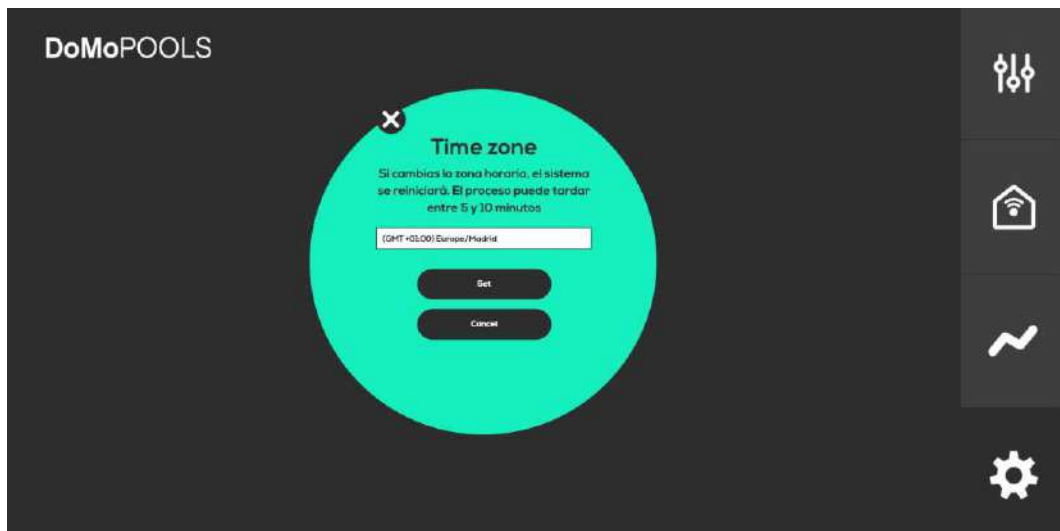 DoMoPOOLS
Time zone
Si cambias la zona horaria, el sistema
se reiniciará. El proceso puede tardar
entre 5 y 10 minutos
(GMT +01:00) Europe/Madrid
Set
Cancel